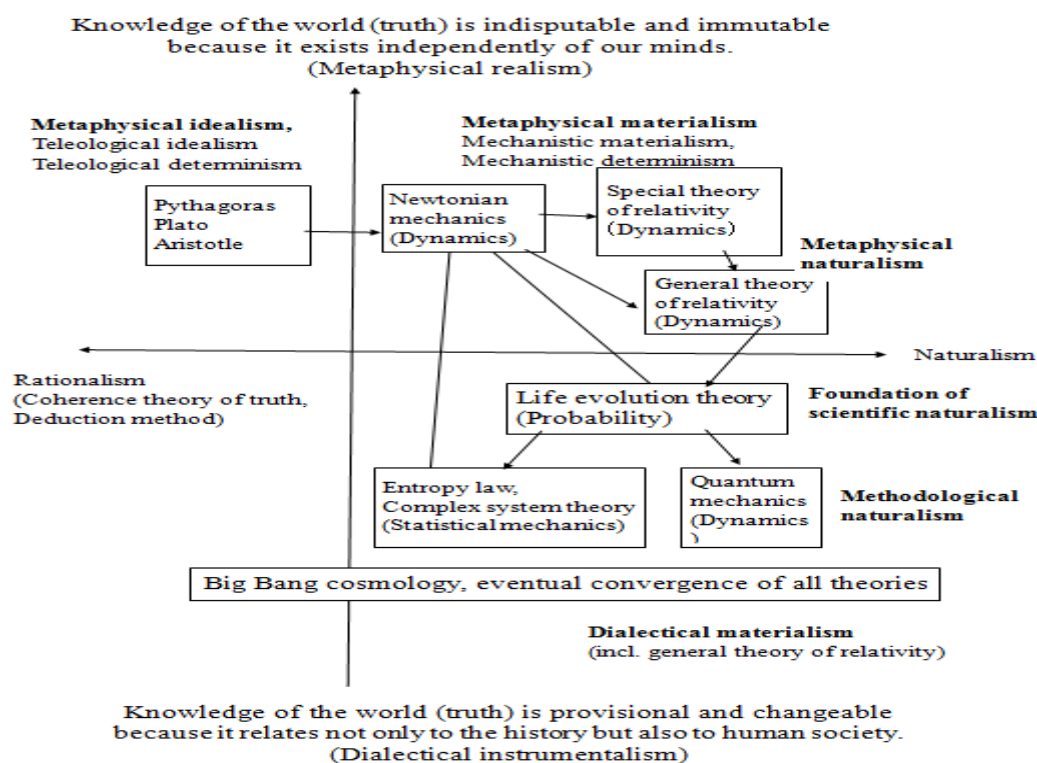 Knowledge of the world (truth) is indisputable and immutable
because it exists independently of our minds.
(Metaphysical realism)
Metaphysical idealism,
Teleological idealism
Teleological determinism
Metaphysical materialism
Mechanistic materialism,
Mechanistic determinism
Pythagoras
Plato
Aristotle
Newtonian
mechanics
(Dynamics)
Special theory
of relativity
(Dynamics)
Metaphysical
naturalism
General theory
of relativity
(Dynamics)
Naturalism
Rationalism
(Coherence theory of truth,
Deduction method)
Life evolution theory
(Probability)
Foundation of
scientific naturalism
Entropy law,
Complex system theory
(Statistical mechanics)
Quantum
mechanics
(Dynamics
)
Methodological
naturalism
Big Bang cosmology, eventual convergence of all theories
Dialectical materialism
(incl. general theory of relativity)
Knowledge of the world (truth) is provisional and changeable
because it relates not only to the history but also to human society.
(Dialectical instrumentalism)